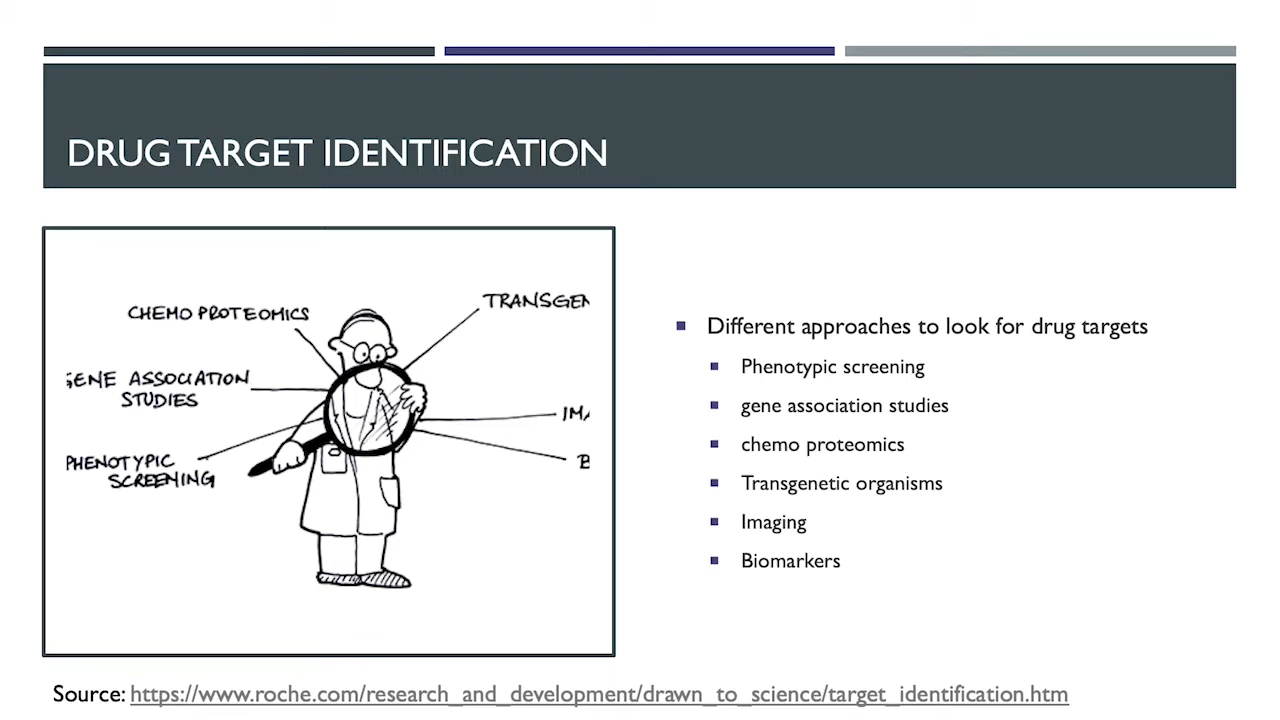 DRUG TARGET IDENTIFICATION
CHEMO PROTEOMICS
TRANSGEN
GENE ASSOCIATION
STUDIES
IMA
PHENOTYPIC
SCREENING
B
Different approaches to look for drug targets
Phenotypic screening
gene association studies
chemo proteomics
Transgenetic organisms
Imaging
Biomarkers
Source: https://www.roche.com/research_and_development/drawn_to_science/target_identification.htm